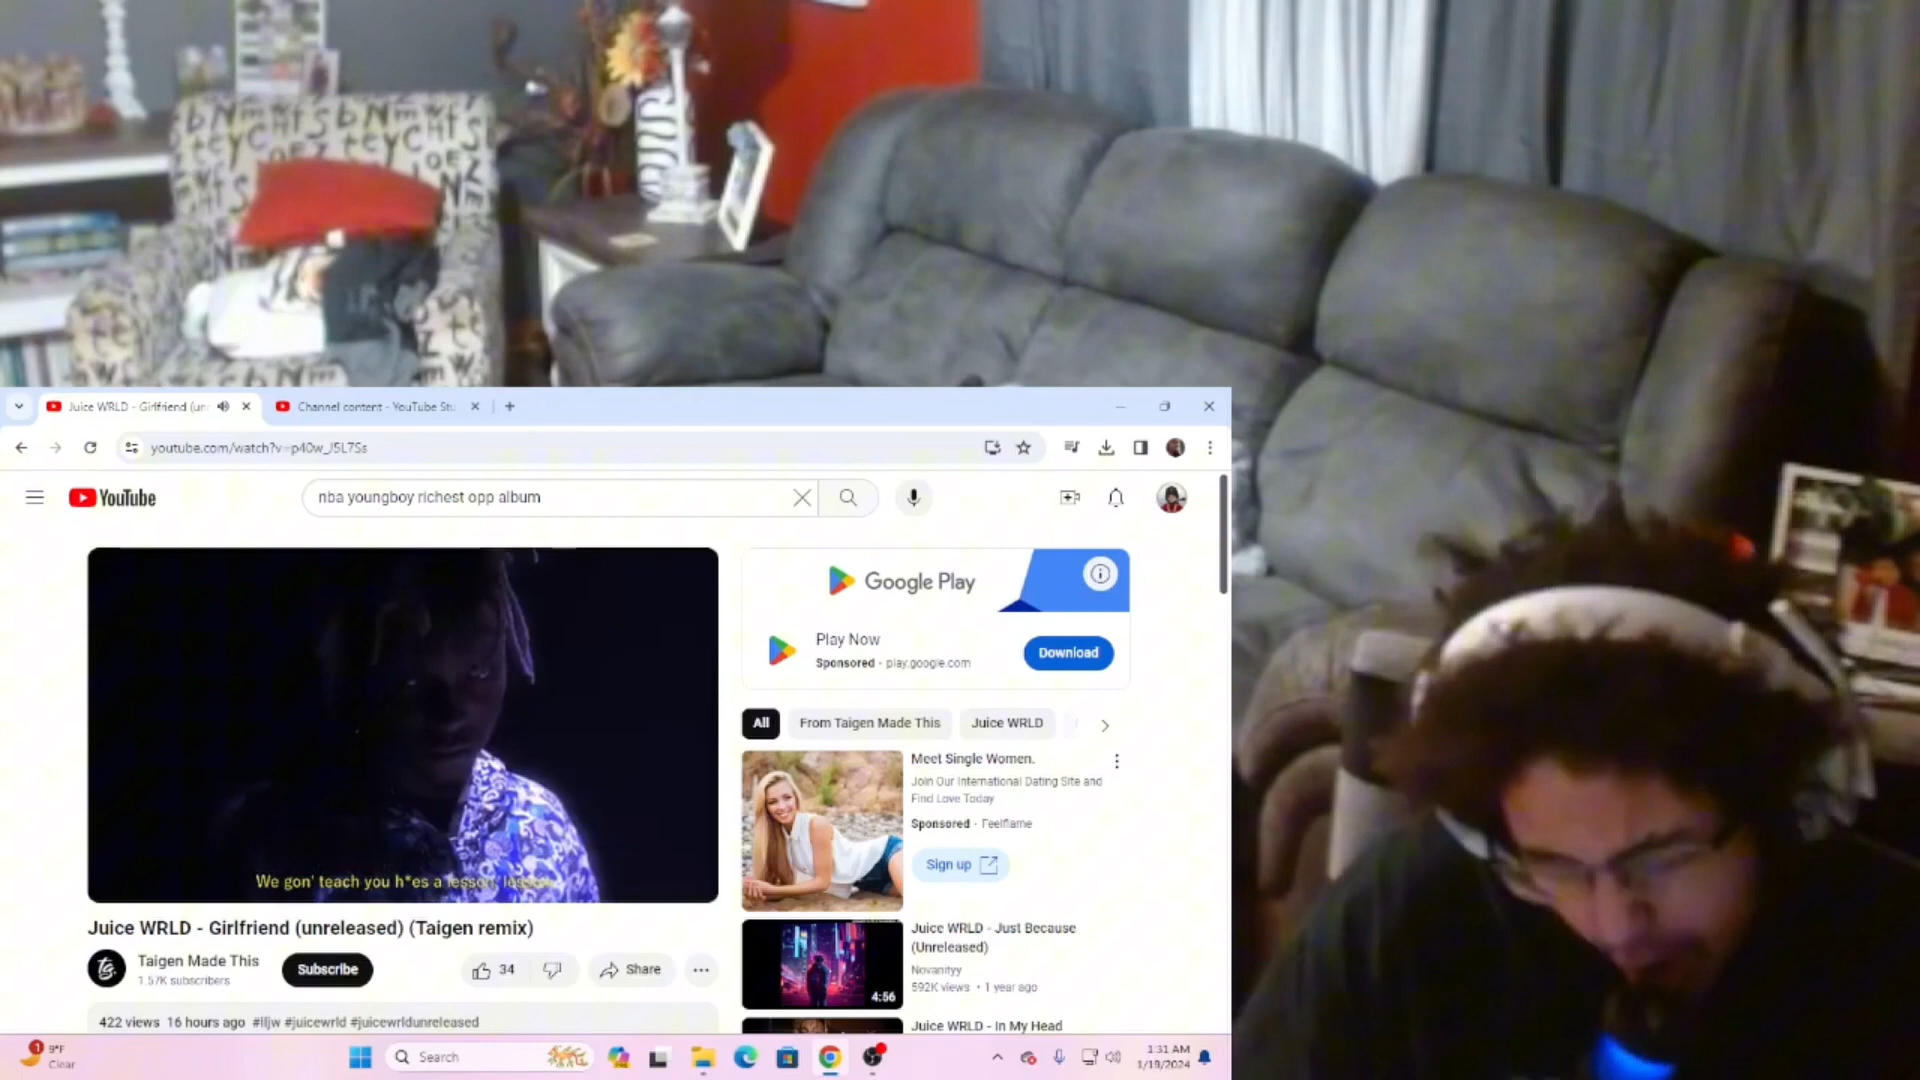 Juice WRLD - Girlfriend (un
Channel content - YouTube Stu
youtube.com/watch?v=p40w_J5L7Ss
YouTube
nba youngboy richest opp album
We gon' teach you h*es a lesson,
Juice WRLD - Girlfriend (unreleased) (Taigen remix)
tg.
Taigen Made This
1.57K subscribers
Subscribe
34
Share
422 views 16 hours ago #lljw #juicewrld #juicewrldunreleased
Google Play
Play Now
Sponsored · play.google.com
Download
All
From Taigen Made This
Juice WRLD
Meet Single Women.
Join Our International Dating Site and
Find Love Today
Sponsored · Feelflame
Sign up
Juice WRLD - Just Because
(Unreleased)
Novanityy
592K views • 1 year ago
4:56
Juice WRLD - In My Head
1
9°F
Clear
Search
1:31 AM
1/19/2024